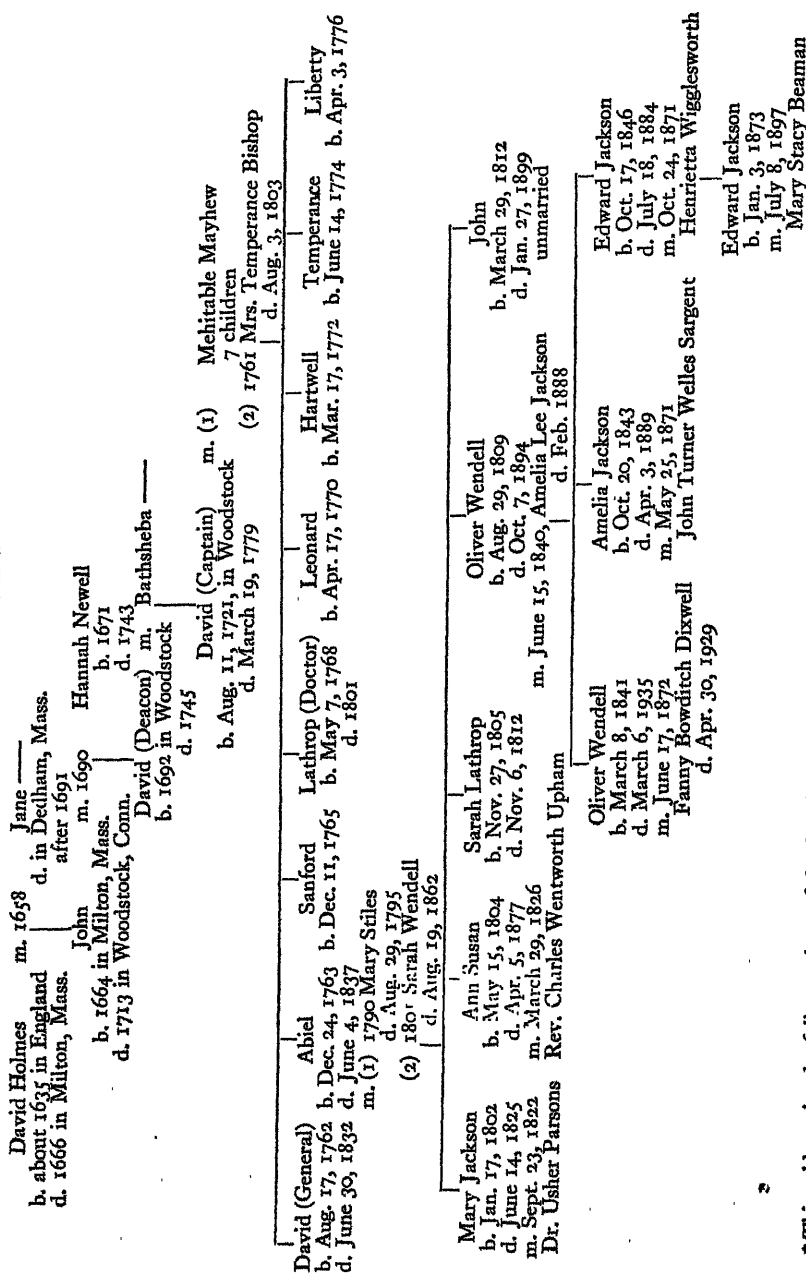 David Holmes m. 1658 Jane —
b. about 1635 in England d. in Dedham, Mass.
d. 1666 in Milton, Mass. after 1691
John m. 1690 Hannah Newell
b. 1664 in Milton, Mass. b. 1671
d. 1713 in Woodstock, Conn. d. 1743
David (Deacon) m. Bathsheba —
b. 1692 in Woodstock
d. 1745
David (Captain) m. (1) Mehitable Mayhew
b. Aug. 11, 1721, in Woodstock 7 children
d. March 19, 1779 (2) 1761 Mrs. Temperance Bishop
d. Aug. 3, 1803
David (General) Abiel Sanford Lathrop (Doctor) Leonard Hartwell Temperance Liberty
b. Aug. 17, 1762 b. Dec. 24, 1763 b. Dec. 11, 1765 b. May 7, 1768 b. Apr. 17, 1770 b. Mar. 17, 1772 b. June 14, 1774 b. Apr. 3, 1776
d. June 30, 1832 d. June 4, 1837 d. 1801
m. (1) 1790 Mary Stiles
d. Aug. 29, 1795
(2) 1801 Sarah Wendell
d. Aug. 19, 1862
Mary Jackson Ann Susan Sarah Lathrop Oliver Wendell John
b. Jan. 17, 1802 b. May 15, 1804 b. Nov. 27, 1805 b. Aug. 29, 1809 b. March 29, 1812
d. June 14, 1825 d. Apr. 5, 1877 d. Nov. 6, 1812 d. Oct. 7, 1894 d. Jan. 27, 1899
m. Sept. 23, 1822 m. March 29, 1826 m. June 15, 1840, Amelia Lee Jackson unmarried
Dr. Usher Parsons Rev. Charles Wentworth Upham d. Feb. 1888
Oliver Wendell Amelia Jackson Edward Jackson
b. March 8, 1841 b. Oct. 20, 1843 b. Oct. 17, 1846
d. March 6, 1935 d. Apr. 3, 1889 d. July 18, 1884
m. June 17, 1872 m. May 25, 1871 m. Oct. 24, 1871
Fanny Bowditch Dixwell John Turner Welles Sargent Henrietta Wigglesworth
d. Apr. 30, 1929
Edward Jackson
b. Jan. 3, 1873
m. July 8, 1897
Mary Stacy Beaman